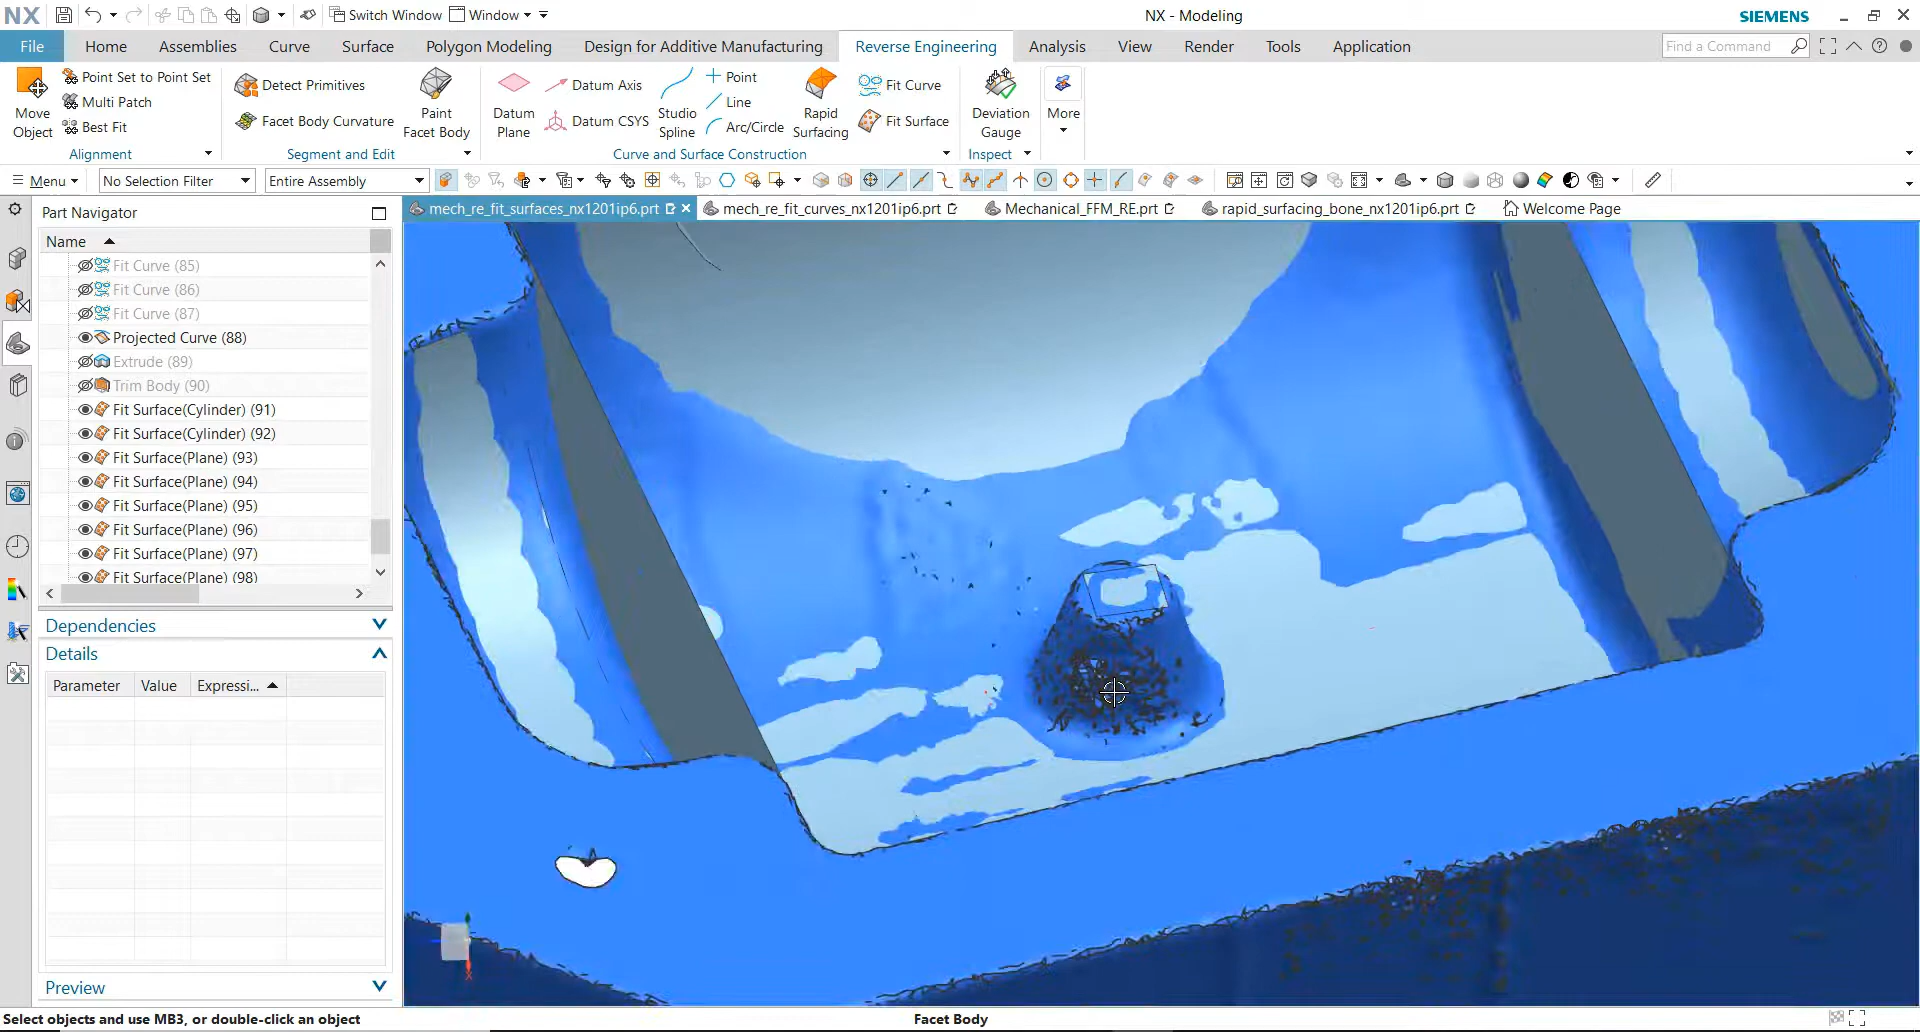 NX Switch Window Window NX - Modeling SIEMENS
File Home Assemblies Curve Surface Polygon Modeling Design for Additive Manufacturing Reverse Engineering Analysis View Render Tools Application Find a Command
Move Object
Point Set to Point Set
Multi Patch
Best Fit
Alignment
Detect Primitives
Facet Body Curvature
Paint Facet Body
Segment and Edit
Datum Plane
Datum Axis
Datum CSYS
Studio Spline
Point
Line
Arc/Circle
Rapid Surfacing
Fit Curve
Fit Surface
Curve and Surface Construction
Deviation Gauge
Inspect
More
Menu No Selection Filter Entire Assembly
Part Navigator
mech_re_fit_surfaces_nx1201ip6.prt mech_re_fit_curves_nx1201ip6.prt Mechanical_FFM_RE.prt rapid_surfacing_bone_nx1201ip6.prt Welcome Page
Name
Fit Curve (85)
Fit Curve (86)
Fit Curve (87)
Projected Curve (88)
Extrude (89)
Trim Body (90)
Fit Surface(Cylinder) (91)
Fit Surface(Cylinder) (92)
Fit Surface(Plane) (93)
Fit Surface(Plane) (94)
Fit Surface(Plane) (95)
Fit Surface(Plane) (96)
Fit Surface(Plane) (97)
Fit Surface(Plane) (98)
Dependencies
Details
Parameter Value Expressi...
Preview
X
Select objects and use MB3, or double-click an object Facet Body